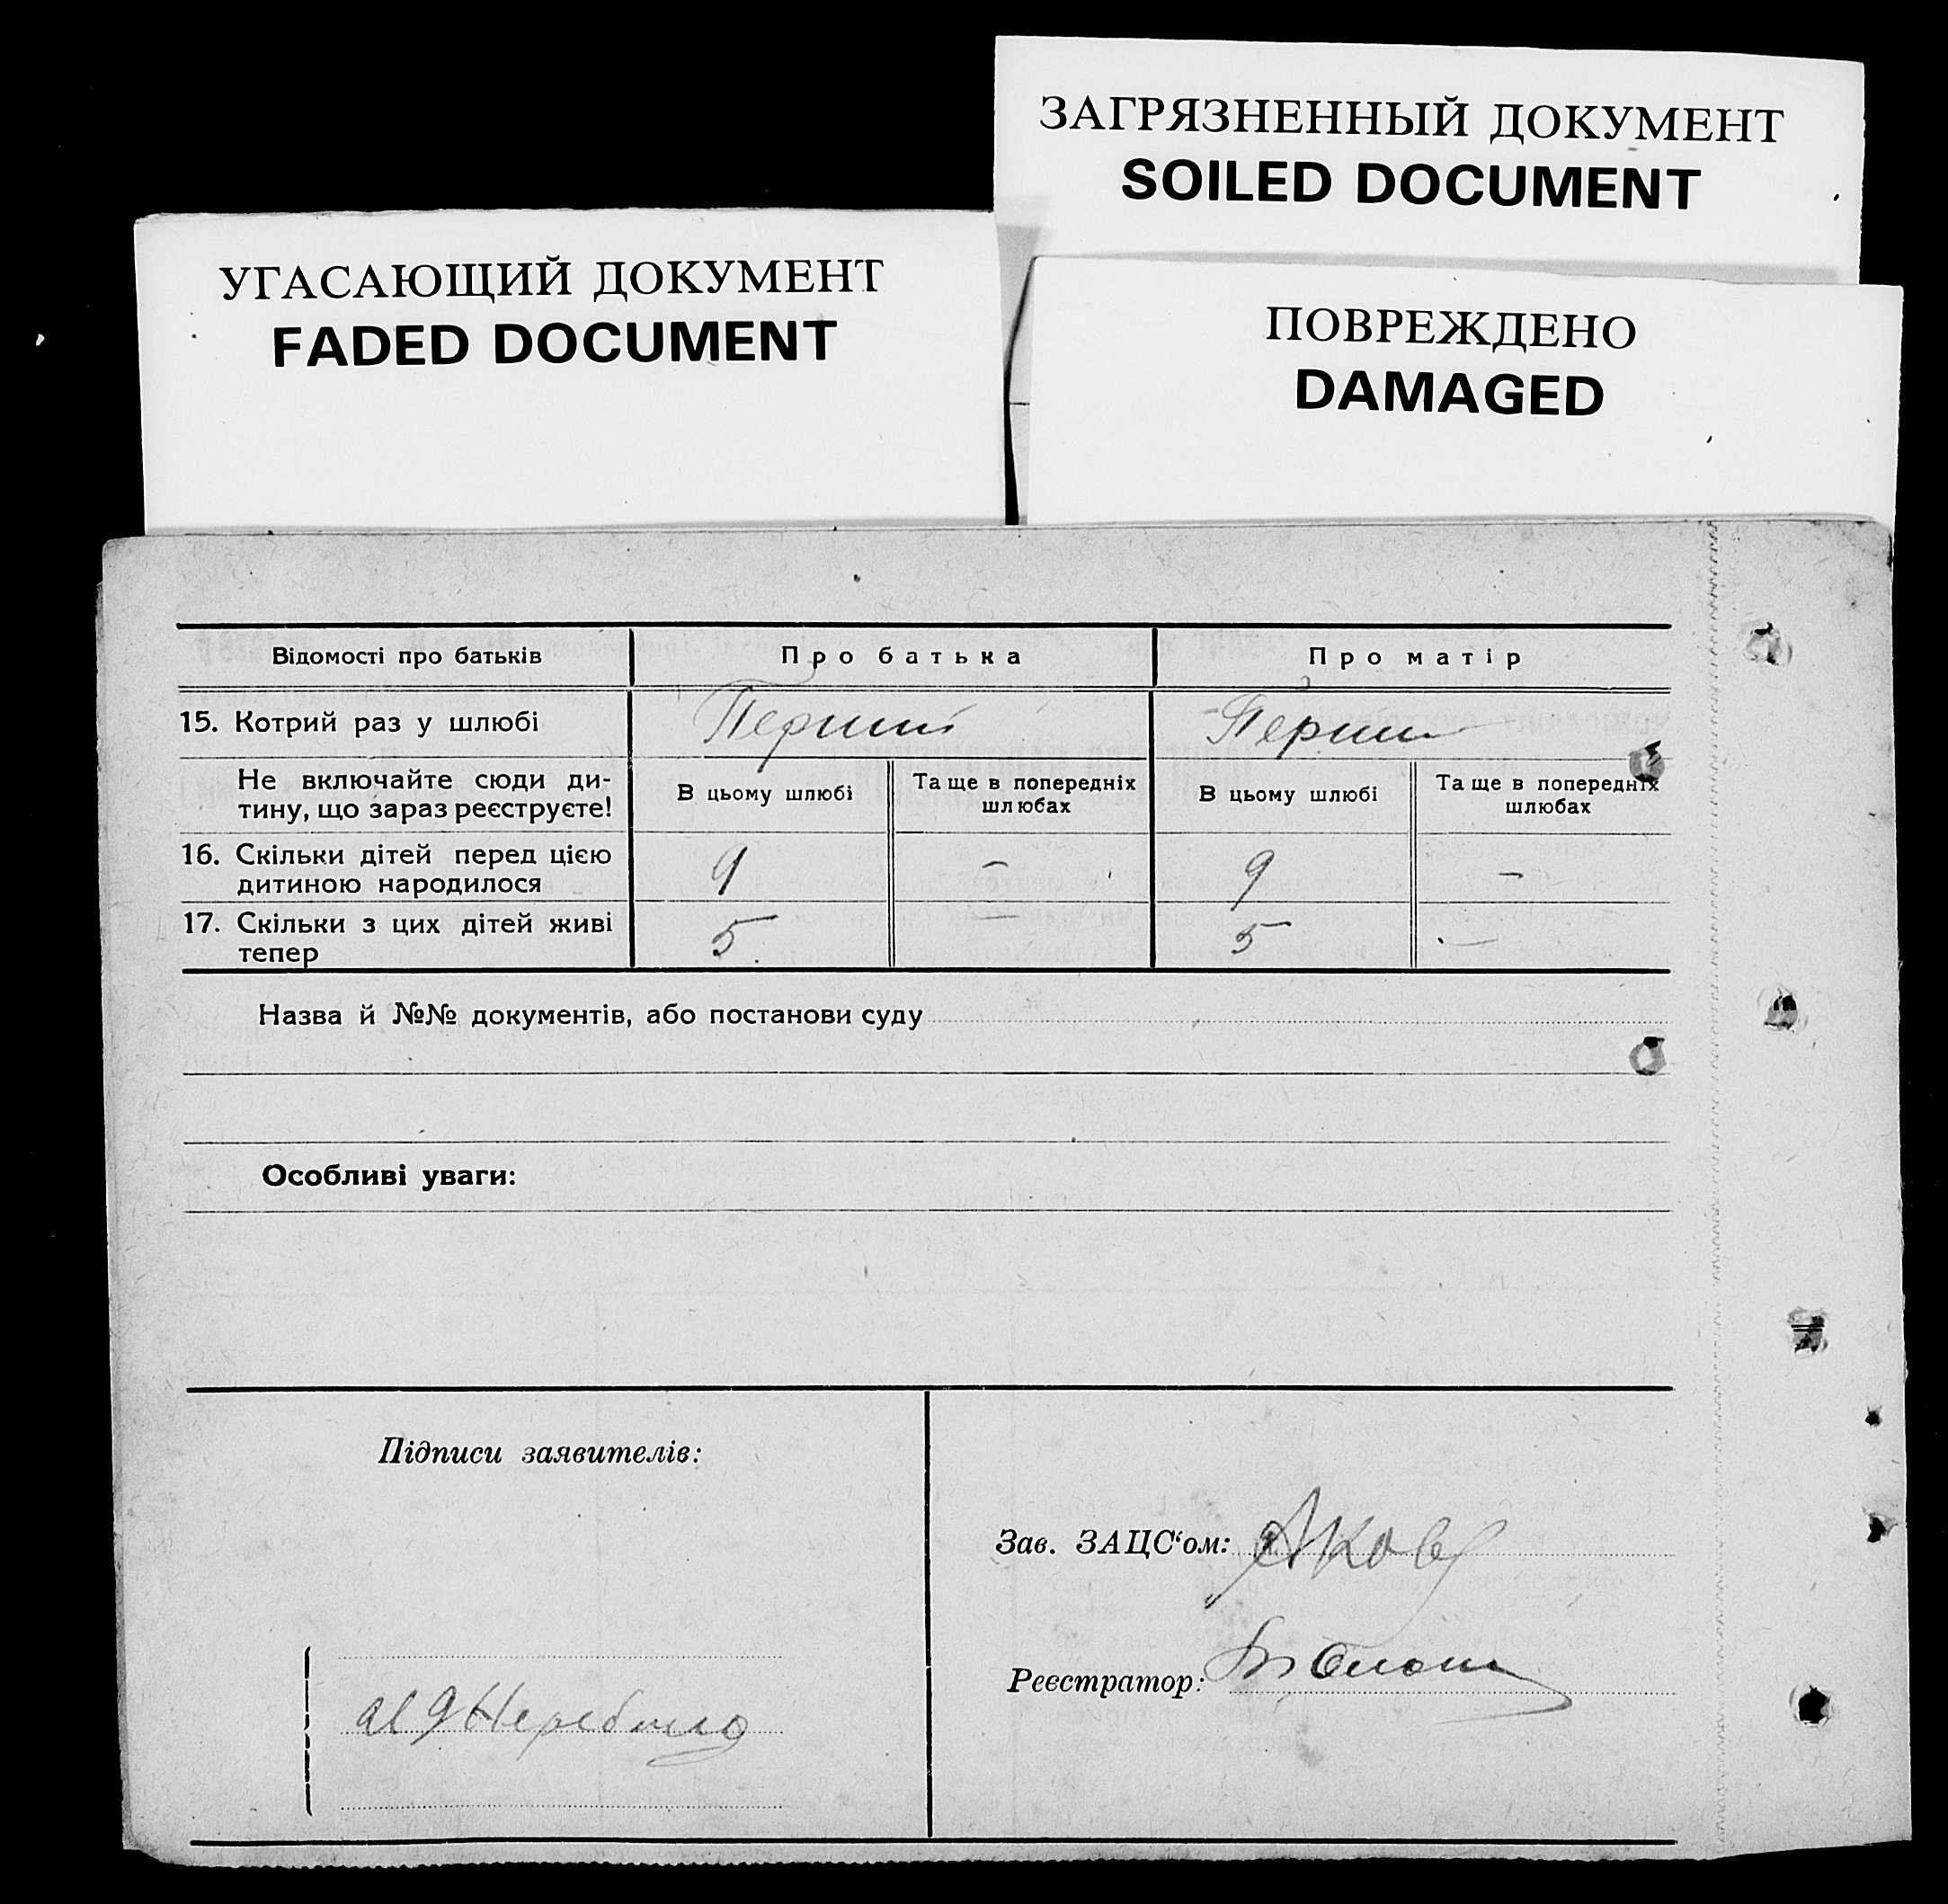 ЗАГРЯЗНЕННЫЙ ДОКУМЕНТ
SOILED DOCUMENT
УГАСАЮЩИЙ ДОКУМЕНТ
FADED DOCUMENT
ПОВРЕЖДЕНО
DAMAGED
Відомості про батьків Про батька Про матір
15. Котрий раз у шлюбі Перший Перший
Не включайте сюди ди-
тину, що зараз реєструєте!
В цьому шлюбі
Та ще в попередніх
шлюбах
В цьому шлюбі
Та ще в попередніх
шлюбах
16. Скільки дітей перед цією
дитиною народилося
9 – 9 –
17. Скільки з цих дітей живі
тепер
5 – 5 –
Назва й №№ документів, або постанови суду
Особливі уваги:
Підписи заявителів:
Зав. ЗАЦС‘ом:
Реєстратор: